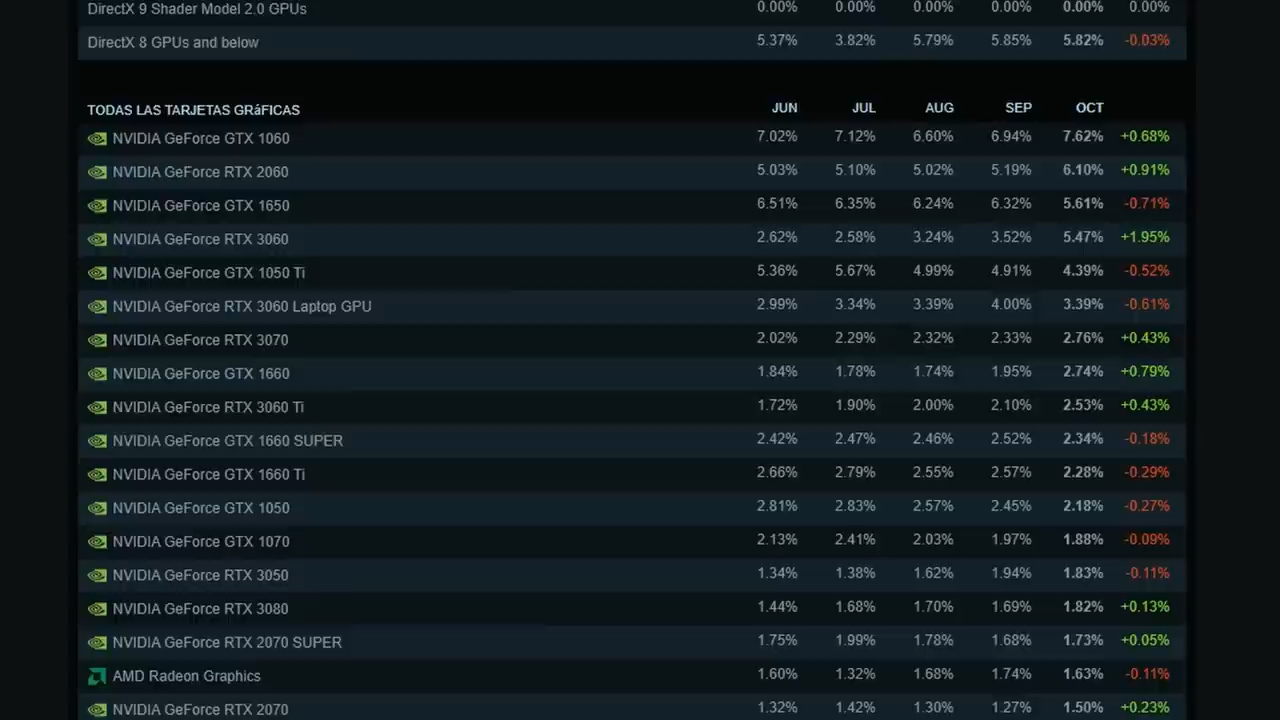 DirectX 9 Shader Model 2.0 GPUs 0.00% 0.00% 0.00% 0.00% 0.00% 0.00%
DirectX 8 GPUs and below 5.37% 3.82% 5.79% 5.85% 5.82% -0.03%
TODAS LAS TARJETAS GRáFICAS JUN JUL AUG SEP OCT
NVIDIA GeForce GTX 1060 7.02% 7.12% 6.60% 6.94% 7.62% +0.68%
NVIDIA GeForce RTX 2060 5.03% 5.10% 5.02% 5.19% 6.10% +0.91%
NVIDIA GeForce GTX 1650 6.51% 6.35% 6.24% 6.32% 5.61% -0.71%
NVIDIA GeForce RTX 3060 2.62% 2.58% 3.24% 3.52% 5.47% +1.95%
NVIDIA GeForce GTX 1050 Ti 5.36% 5.67% 4.99% 4.91% 4.39% -0.52%
NVIDIA GeForce RTX 3060 Laptop GPU 2.99% 3.34% 3.39% 4.00% 3.39% -0.61%
NVIDIA GeForce RTX 3070 2.02% 2.29% 2.32% 2.33% 2.76% +0.43%
NVIDIA GeForce GTX 1660 1.84% 1.78% 1.74% 1.95% 2.74% +0.79%
NVIDIA GeForce RTX 3060 Ti 1.72% 1.90% 2.00% 2.10% 2.53% +0.43%
NVIDIA GeForce GTX 1660 SUPER 2.42% 2.47% 2.46% 2.52% 2.34% -0.18%
NVIDIA GeForce GTX 1660 Ti 2.66% 2.79% 2.55% 2.57% 2.28% -0.29%
NVIDIA GeForce GTX 1050 2.81% 2.83% 2.57% 2.45% 2.18% -0.27%
NVIDIA GeForce GTX 1070 2.13% 2.41% 2.03% 1.97% 1.88% -0.09%
NVIDIA GeForce RTX 3050 1.34% 1.38% 1.62% 1.94% 1.83% -0.11%
NVIDIA GeForce RTX 3080 1.44% 1.68% 1.70% 1.69% 1.82% +0.13%
NVIDIA GeForce RTX 2070 SUPER 1.75% 1.99% 1.78% 1.68% 1.73% +0.05%
AMD Radeon Graphics 1.60% 1.32% 1.68% 1.74% 1.63% -0.11%
NVIDIA GeForce RTX 2070 1.32% 1.42% 1.30% 1.27% 1.50% +0.23%